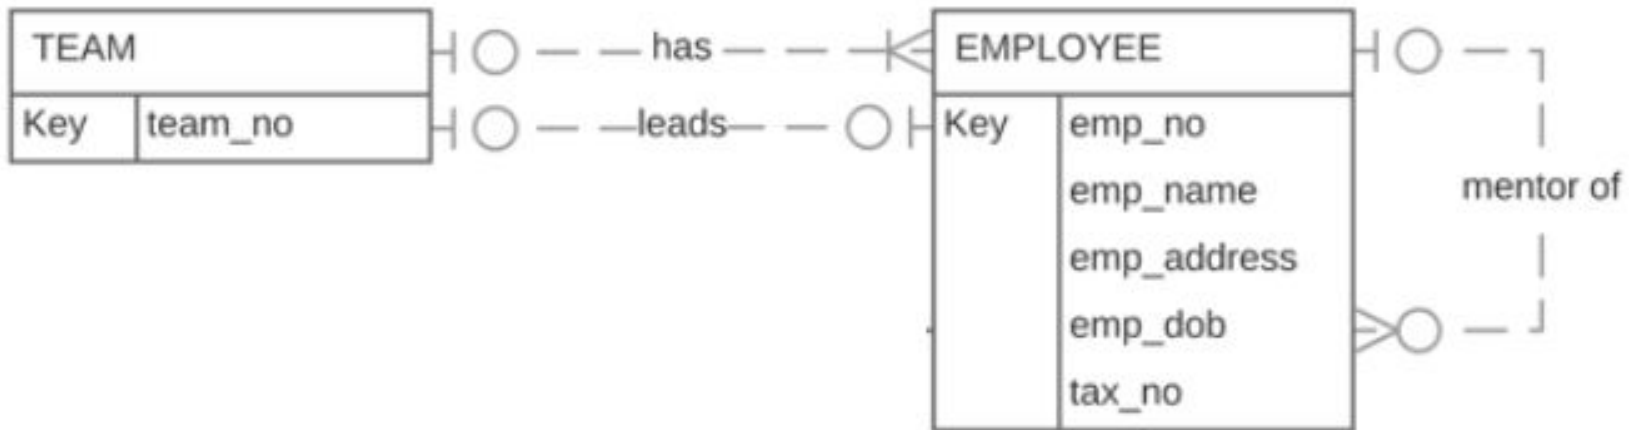 TEAM
has
EMPLOYEE
Key
team_no
leads
Key
emp_no
emp_name
mentor of
emp_address
emp_dob
tax_no